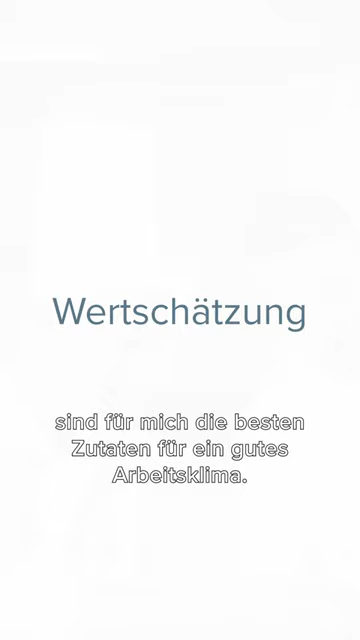 Wertschätzung
sind für mich die besten
Zutaten für ein gutes
Arbeitsklima.